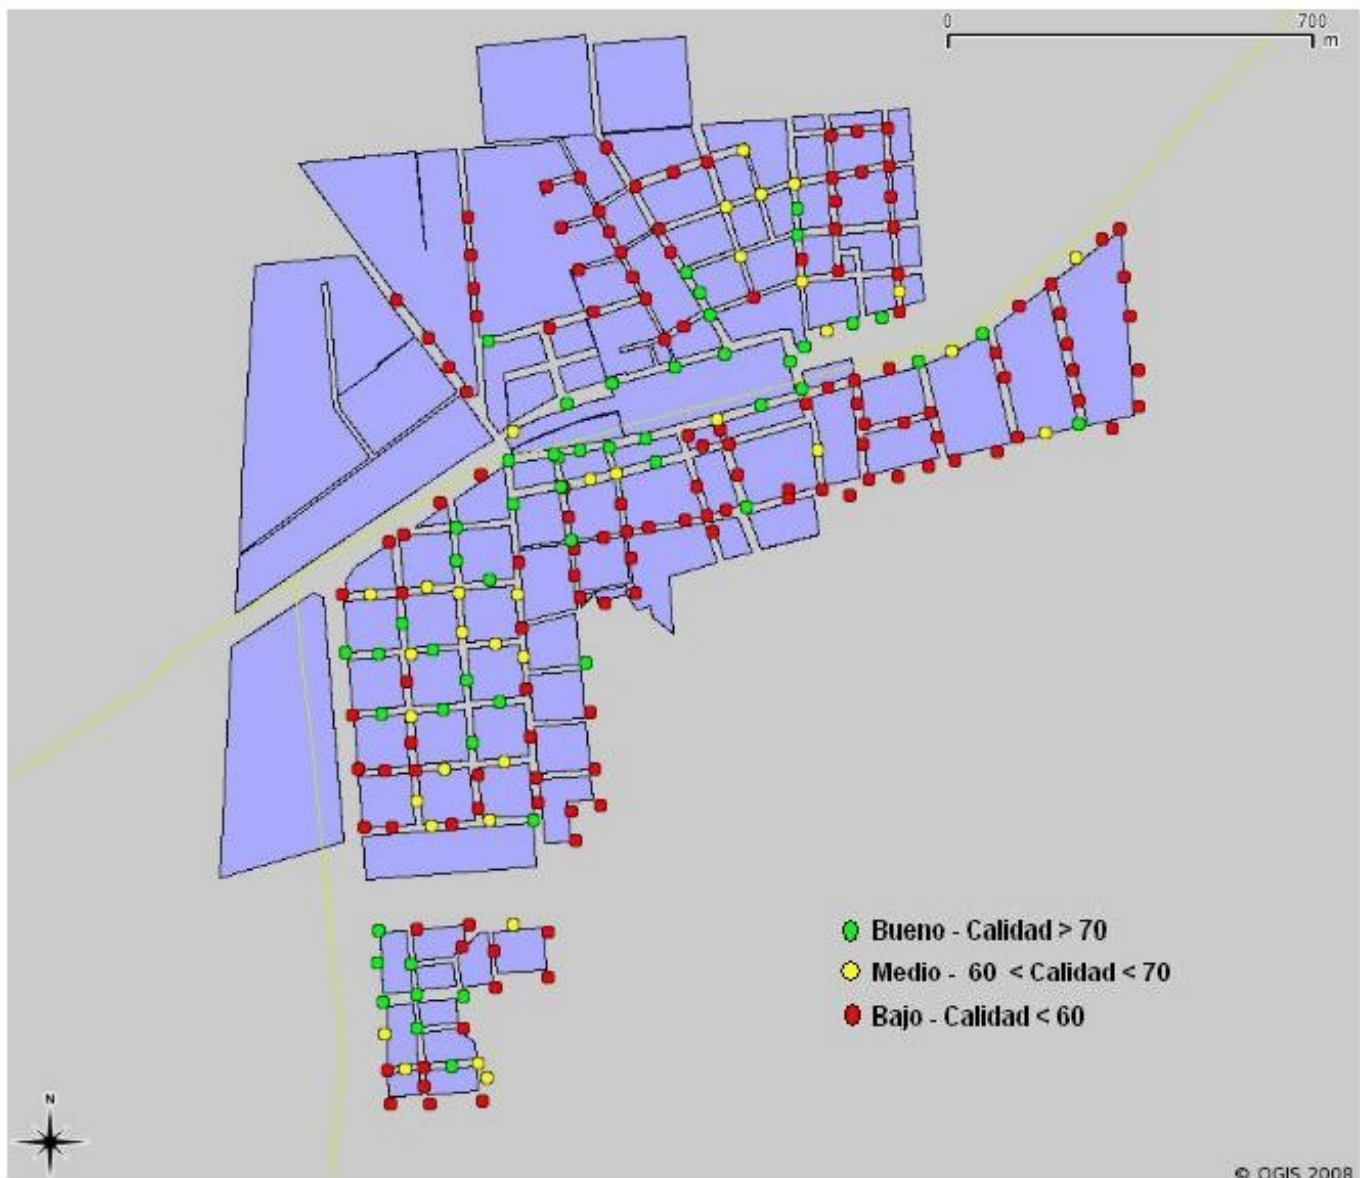 0 700
m
Bueno - Calidad > 70
Medio - 60 < Calidad < 70
Bajo - Calidad < 60
N
© QGIS 2008